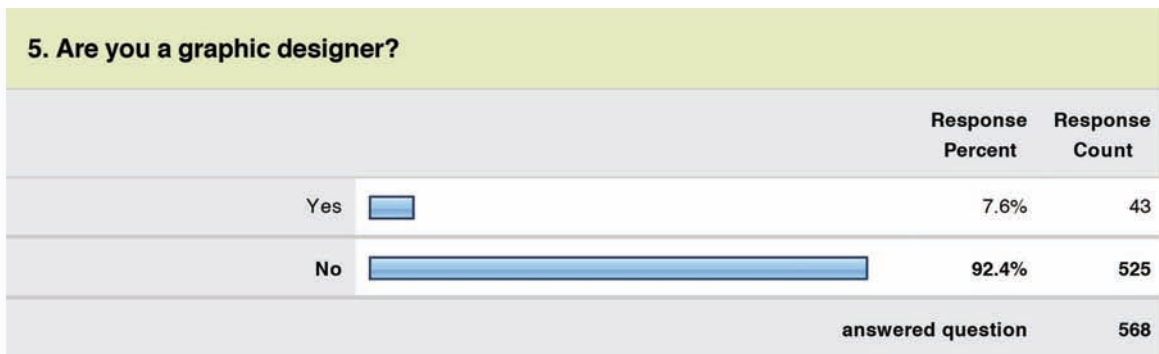 5. Are you a graphic designer?
Response Response
Percent Count
Yes 7.6% 43
No 92.4% 525
answered question 568